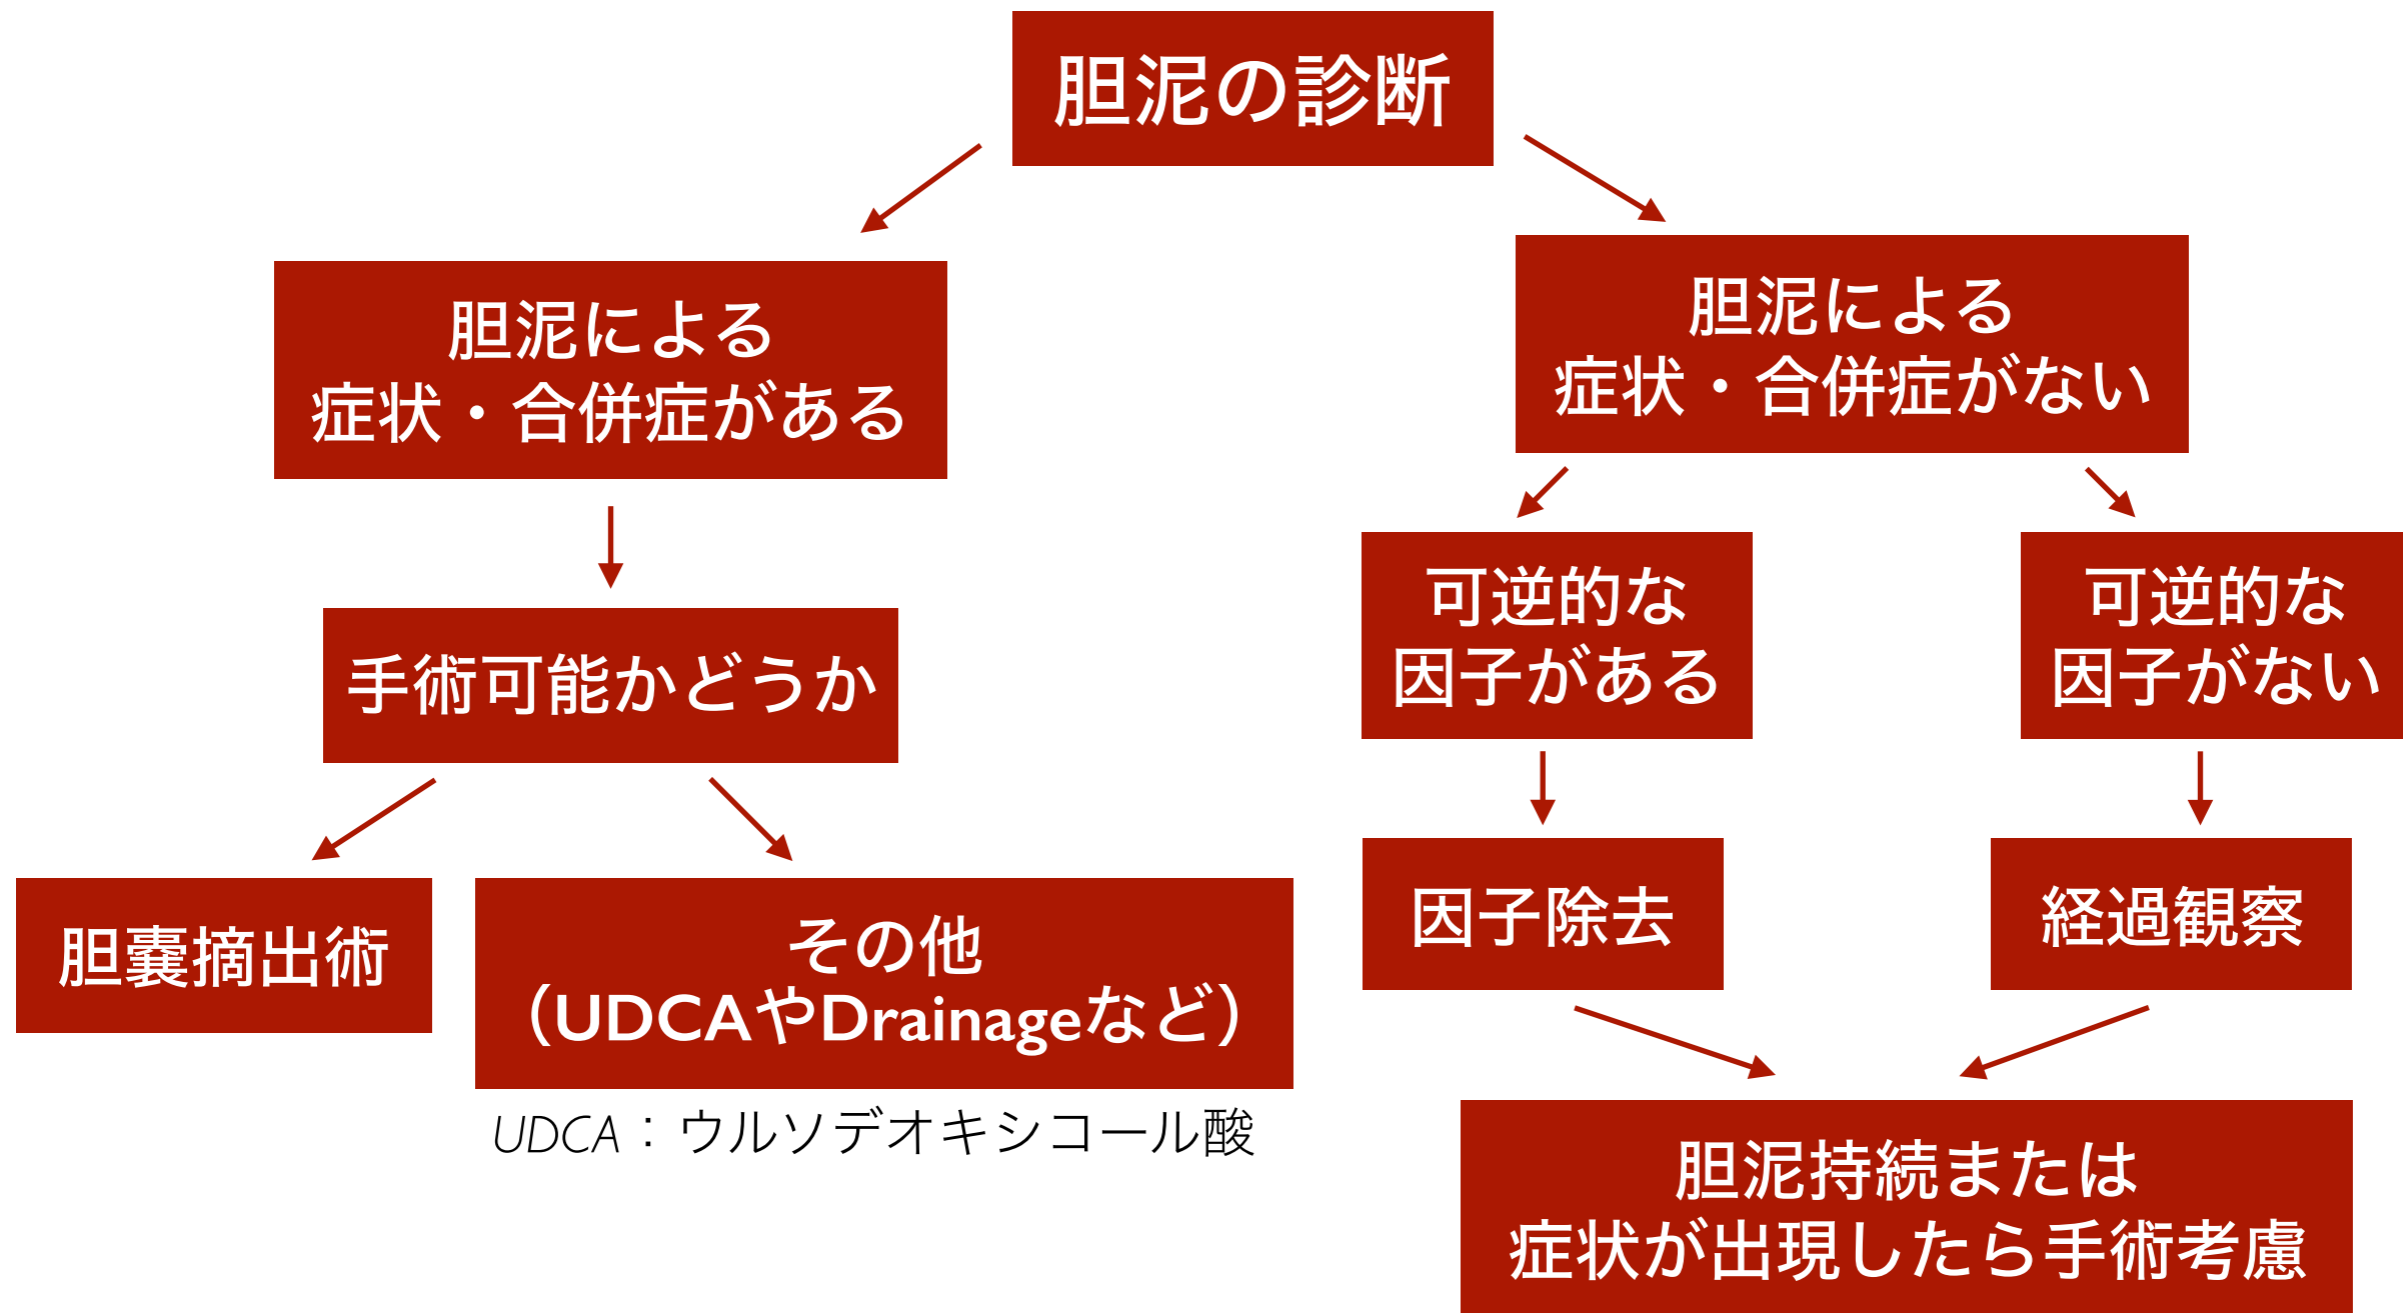 胆泥の診断
胆泥による
症状・合併症がある
胆泥による
症状・合併症がない
手術可能かどうか
可逆的な
因子がある
可逆的な
因子がない
胆嚢摘出術
その他
（UDCAやDrainageなど）
UDCA：ウルソデオキシコール酸
因子除去
経過観察
胆泥持続または
症状が出現したら手術考慮